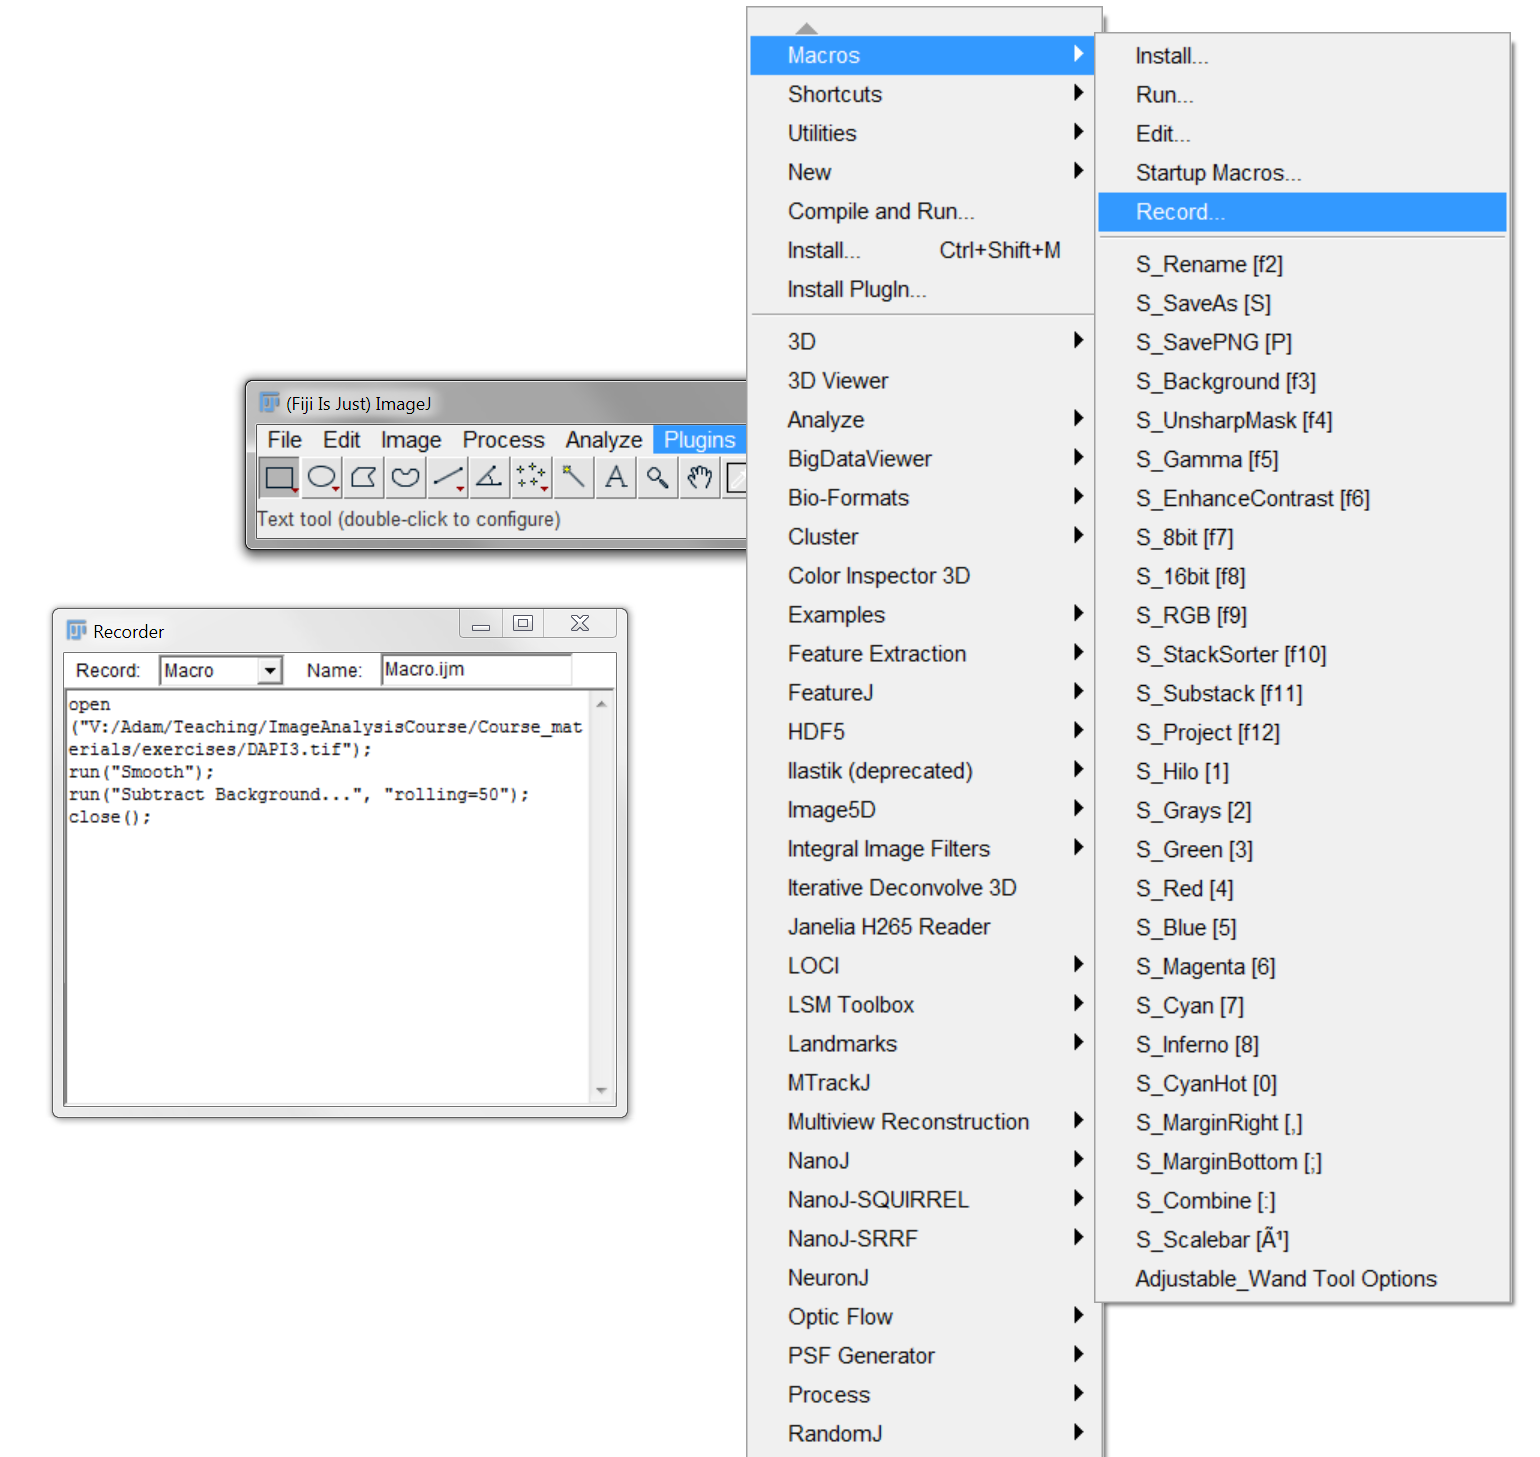 (Fiji Is Just) ImageJ
File Edit Image Process Analyze Plugins
A
Text tool (double-click to configure)
Recorder
Record: Macro Name: Macro.ijm
open
("V:/Adam/Teaching/ImageAnalysisCourse/Course_mat
erials/exercises/DAPI3.tif");
run("Smooth");
run("Subtract Background...", "rolling=50");
close();
Macros
Shortcuts
Utilities
New
Compile and Run...
Install... Ctrl+Shift+M
Install PlugIn...
3D
3D Viewer
Analyze
BigDataViewer
Bio-Formats
Cluster
Color Inspector 3D
Examples
Feature Extraction
FeatureJ
HDF5
Ilastik (deprecated)
Image5D
Integral Image Filters
Iterative Deconvolve 3D
Janelia H265 Reader
LOCI
LSM Toolbox
Landmarks
MTrackJ
Multiview Reconstruction
NanoJ
NanoJ-SQUIRREL
NanoJ-SRRF
NeuronJ
Optic Flow
PSF Generator
Process
RandomJ
Install...
Run...
Edit...
Startup Macros...
Record...
S_Rename [f2]
S_SaveAs [S]
S_SavePNG [P]
S_Background [f3]
S_UnsharpMask [f4]
S_Gamma [f5]
S_EnhanceContrast [f6]
S_8bit [f7]
S_16bit [f8]
S_RGB [f9]
S_StackSorter [f10]
S_Substack [f11]
S_Project [f12]
S_Hilo [1]
S_Grays [2]
S_Green [3]
S_Red [4]
S_Blue [5]
S_Magenta [6]
S_Cyan [7]
S_Inferno [8]
S_CyanHot [0]
S_MarginRight [,]
S_MarginBottom [;]
S_Combine [:]
S_Scalebar [Ã¹]
Adjustable_Wand Tool Options